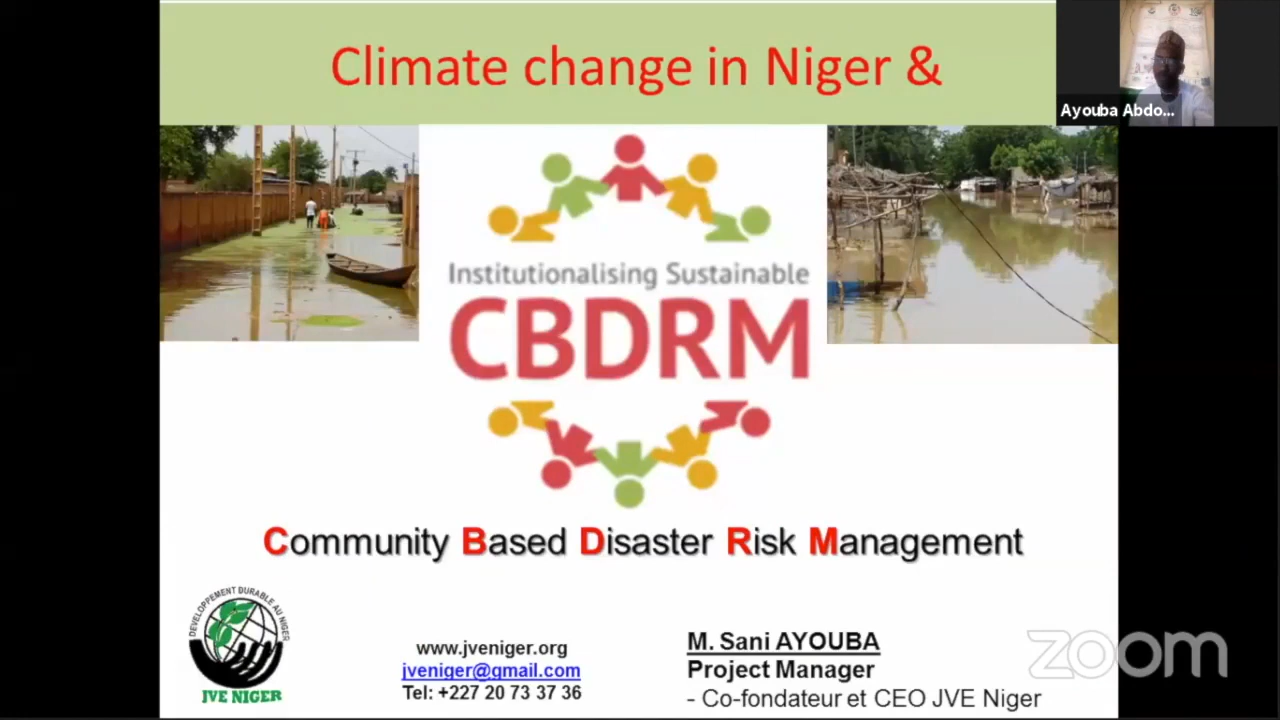 Climate change in Niger &
Ayouba Abdo...
Institutionalising Sustainable
CBDRM
Community Based Disaster Risk Management
DEVELOPPEMENT DURABLE AU NIGER
JVE NIGER
www.jveniger.org
jveniger@gmail.com
Tel: +227 20 73 37 36
M. Sani AYOUBA
Project Manager
- Co-fondateur et CEO JVE Niger
zoom